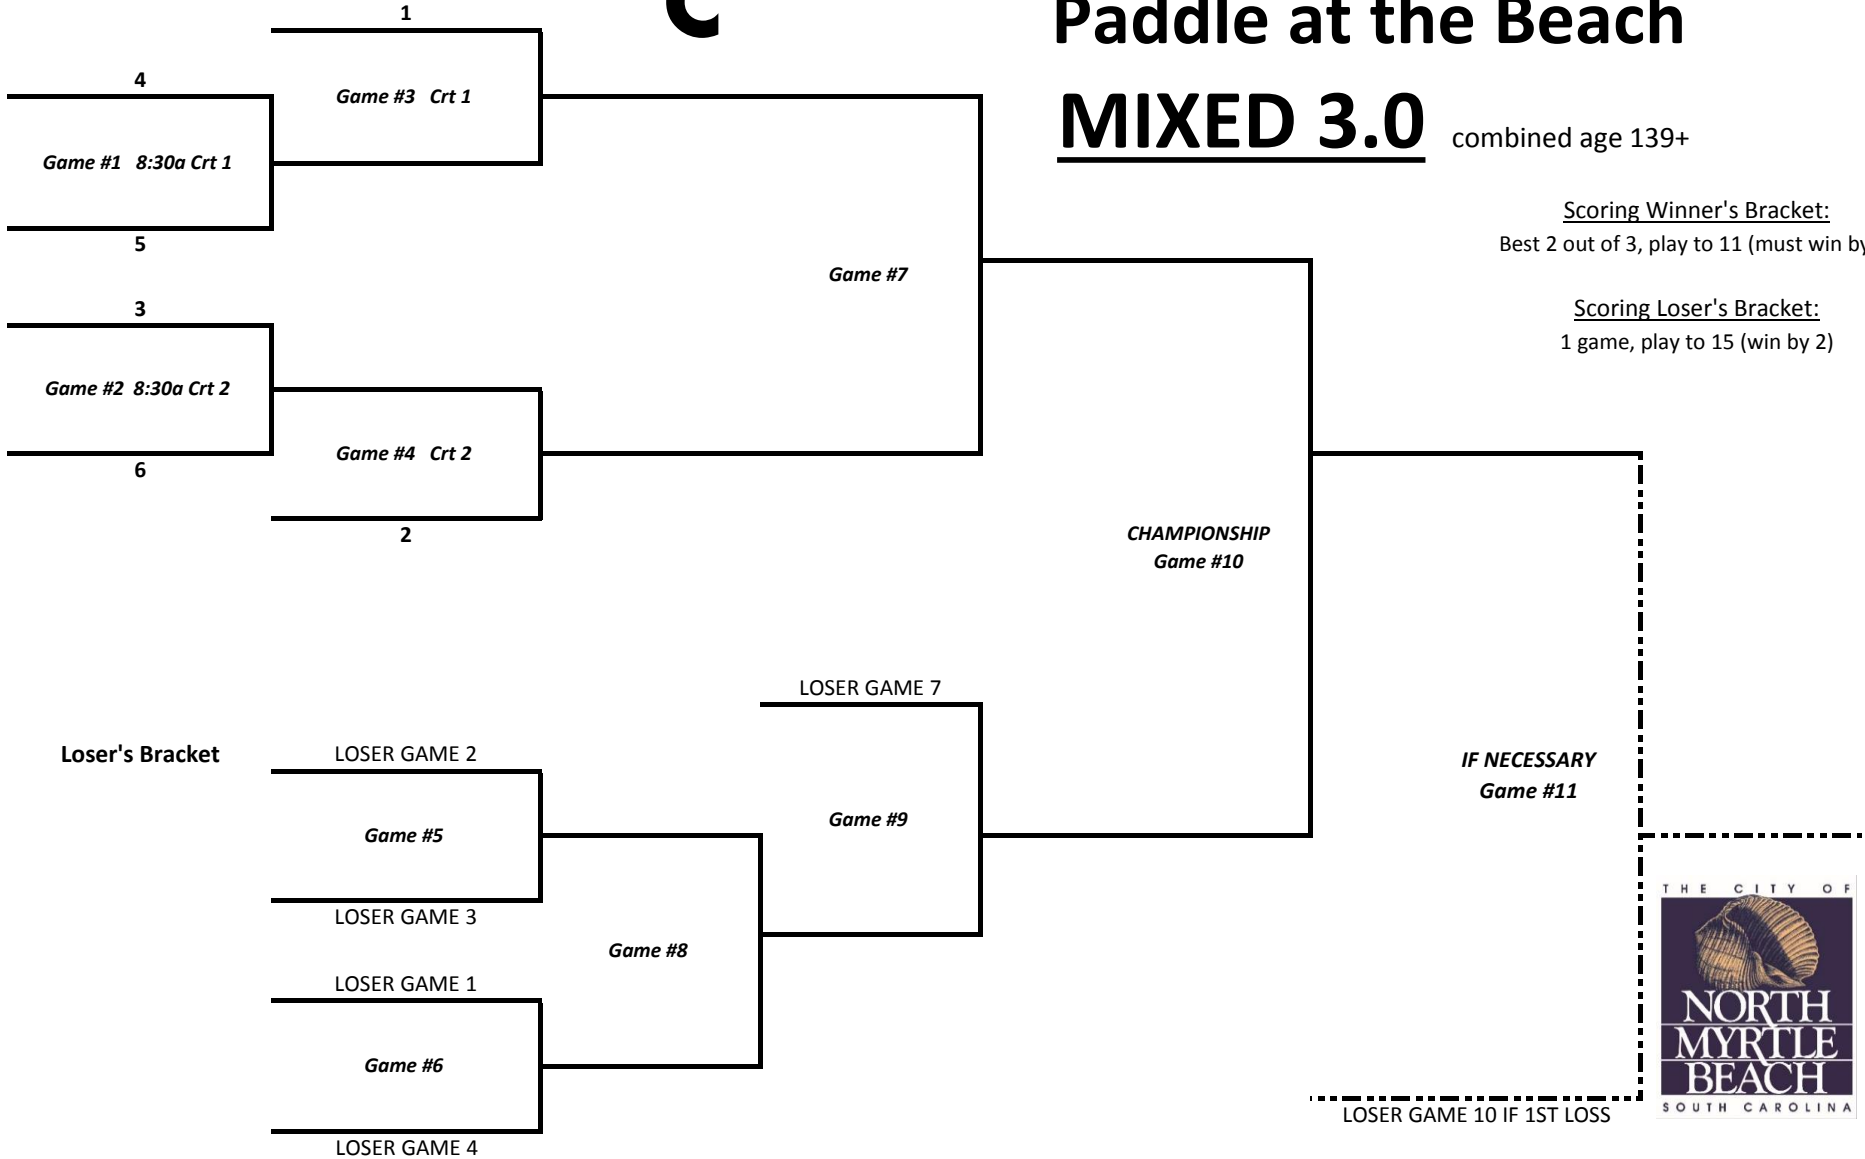 C
Paddle at the Beach
MIXED 3.0 combined age 139+
Scoring Winner's Bracket:
Best 2 out of 3, play to 11 (must win by
Scoring Loser's Bracket:
1 game, play to 15 (win by 2)
1
Game #3 Crt 1
4
Game #1 8:30a Crt 1
5
Game #7
3
Game #2 8:30a Crt 2
6
Game #4 Crt 2
2
CHAMPIONSHIP
Game #10
LOSER GAME 7
Loser's Bracket
LOSER GAME 2
Game #5
LOSER GAME 3
Game #9
IF NECESSARY
Game #11
Game #8
LOSER GAME 1
Game #6
LOSER GAME 4
LOSER GAME 10 IF 1ST LOSS
THE CITY OF
NORTH
MYRTLE
BEACH
SOUTH CAROLINA